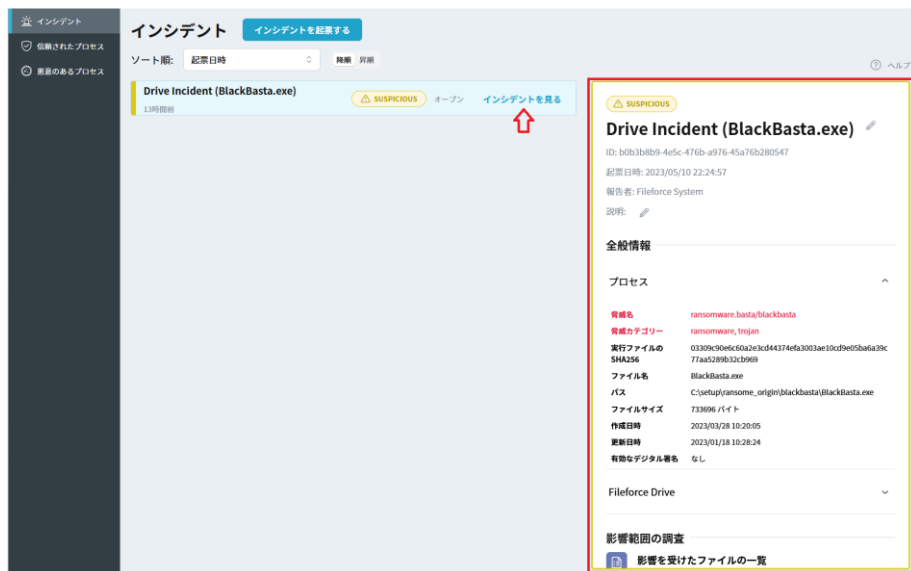 インシデント
信頼されたプロセス
悪意のあるプロセス
インシデント
インシデントを起票する
ソート順:
起票日時
降順
昇順
ヘルプ
Drive Incident (BlackBasta.exe)
13時間前
SUSPICIOUS
オープン
インシデントを見る
SUSPICIOUS
Drive Incident (BlackBasta.exe)
ID: b0b3b8b9-4e5c-476b-a976-45a76b280547
起票日時: 2023/05/10 22:24:57
報告者: Fileforce System
説明:
全般情報
プロセス
脅威名 ransomware.basta/blackbasta
脅威カテゴリー ransomware, trojan
実行ファイルの 03309c90e6c60a2e3cd44374efa3003ae10cd9e05ba6a39c
SHA256 77aa5289b32cb969
ファイル名 BlackBasta.exe
パス C:\setup\ransome_origin\blackbasta\BlackBasta.exe
ファイルサイズ 733696 バイト
作成日時 2023/03/28 10:20:05
更新日時 2023/01/18 10:28:24
有効なデジタル署名 なし
Fileforce Drive
影響範囲の調査
影響を受けたファイルの一覧